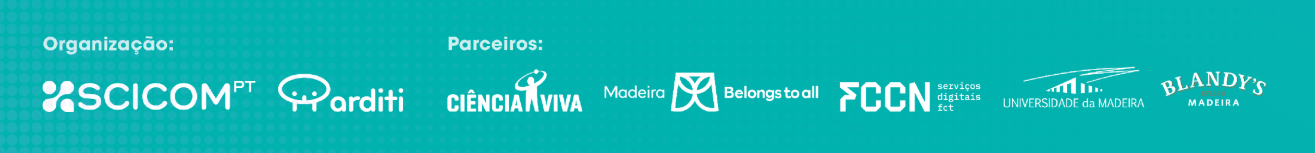 Organização:
SCICOM PT
arditi
Parceiros:
CIÊNCIA VIVA
Madeira Belongs to all
FCCN serviços
digitais
fct
UNIVERSIDADE da MADEIRA
BLANDY'S
MADEIRA